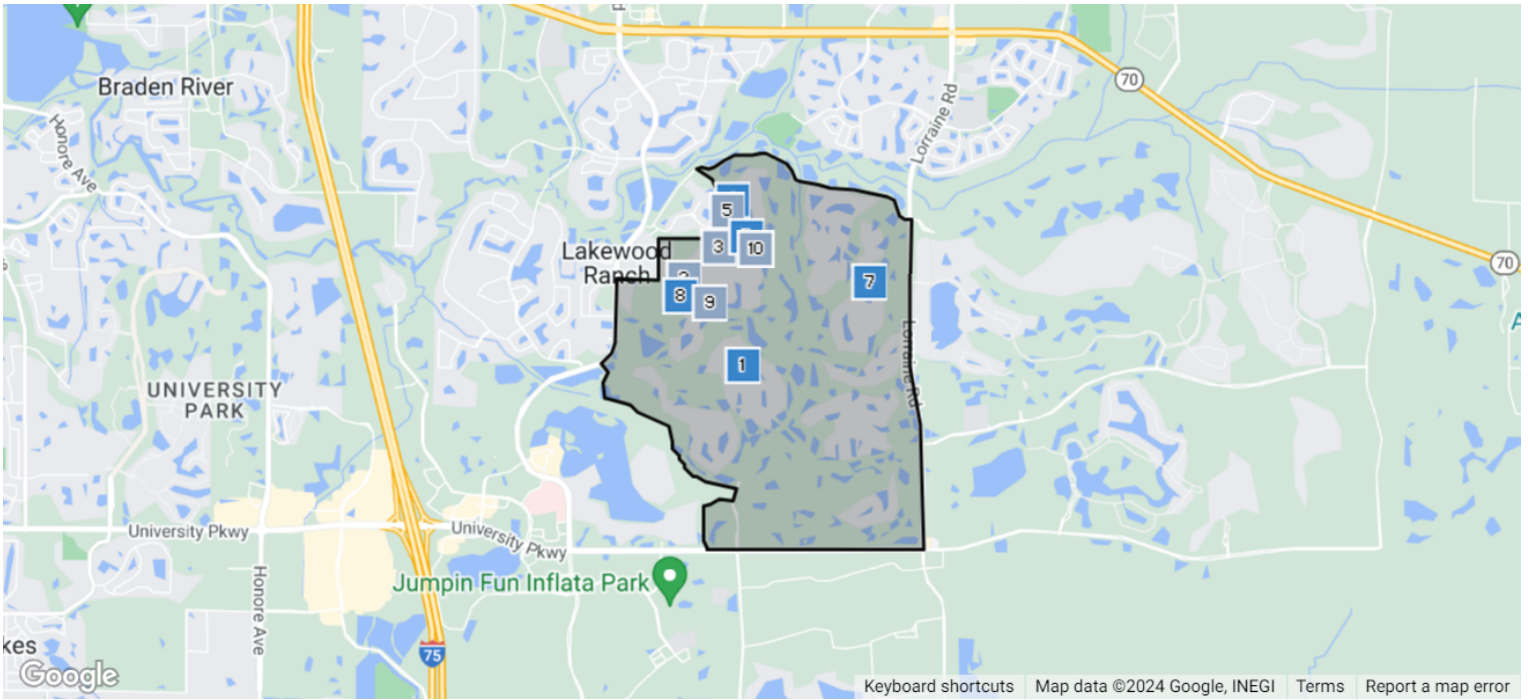 70
Braden River
Honore Ave
Lorraine Rd
5
3
10
Lakewood
Ranch
70
7
8
9
1
Lorraine Rd
UNIVERSITY
PARK
University Pkwy
University Pkwy
Jumpin Fun Inflata Park
Honore Ave
75
kes
Google
Keyboard shortcuts
Map data ©2024 Google, INEGI
Terms
Report a map error